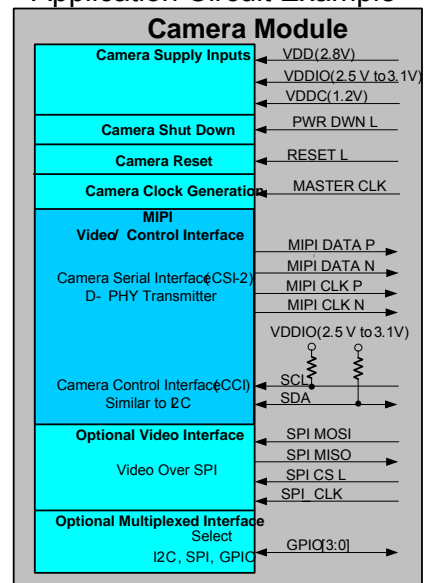 Application Circuit Example
Camera Module
Camera Supply Inputs
VDD(2.8V)
VDDIO(2.5 V to 3.1V)
VDDC(1.2V)
Camera Shut Down
PWR DWN L
Camera Reset
RESET L
Camera Clock Generation
MASTER CLK
MIPI
Video/ Control Interface
MIPI DATA P
MIPI DATA N
MIPI CLK P
MIPI CLK N
Camera Serial Interface(CSI-2)
D- PHY Transmitter
VDDIO(2.5 V to 3.1V)
Camera Control Interface(CCI)
Similar to I2C
SCL
SDA
Optional Video Interface
Video Over SPI
SPI MOSI
SPI MISO
SPI CS L
SPI_CLK
Optional Multiplexed Interface
Select
I2C, SPI, GPIO
GPIO[3:0]